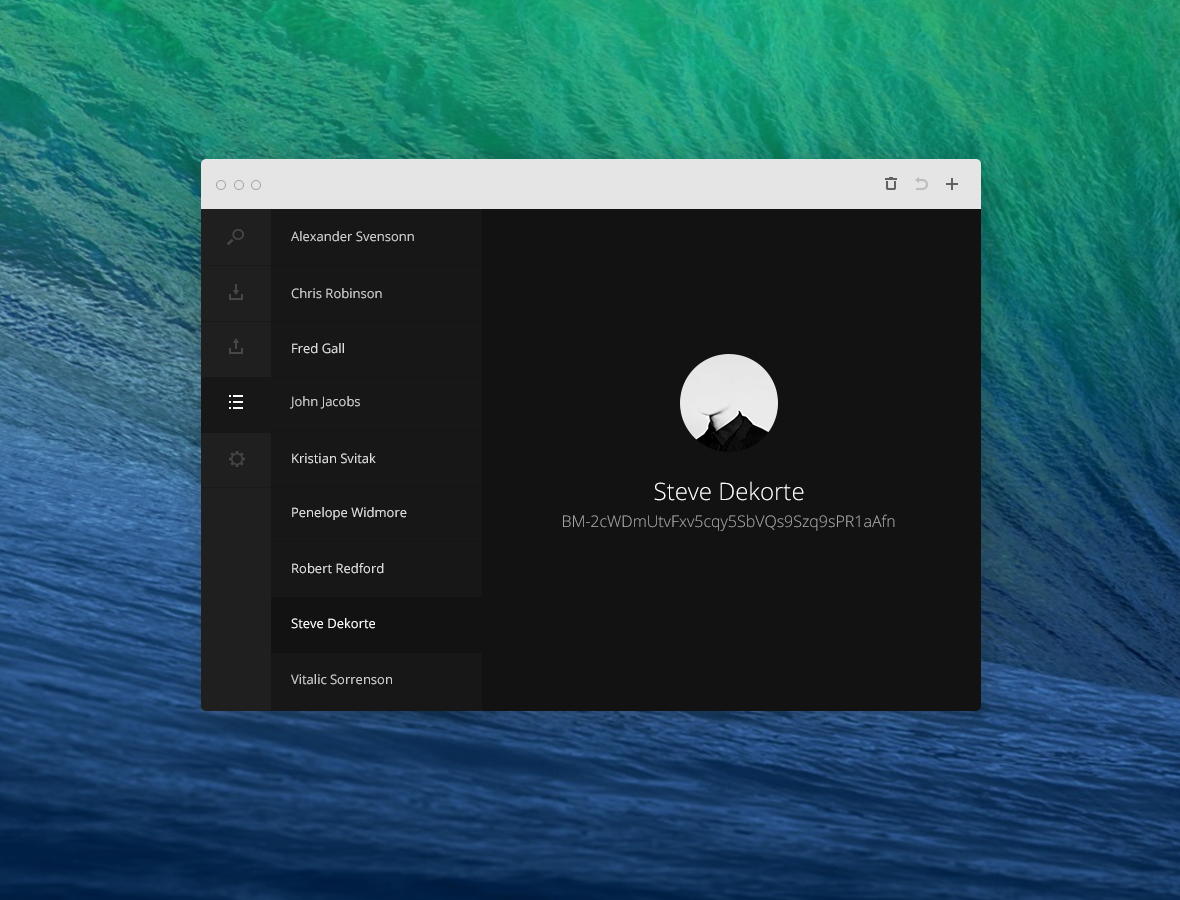 Alexander Svensonn
Chris Robinson
Fred Gall
John Jacobs
Kristian Svitak
Penelope Widmore
Robert Redford
Steve Dekorte
Vitalic Sorrenson
Steve Dekorte
BM-2cWDmUtvFxv5cqy5SbVQs9Szq9sPR1aAfn